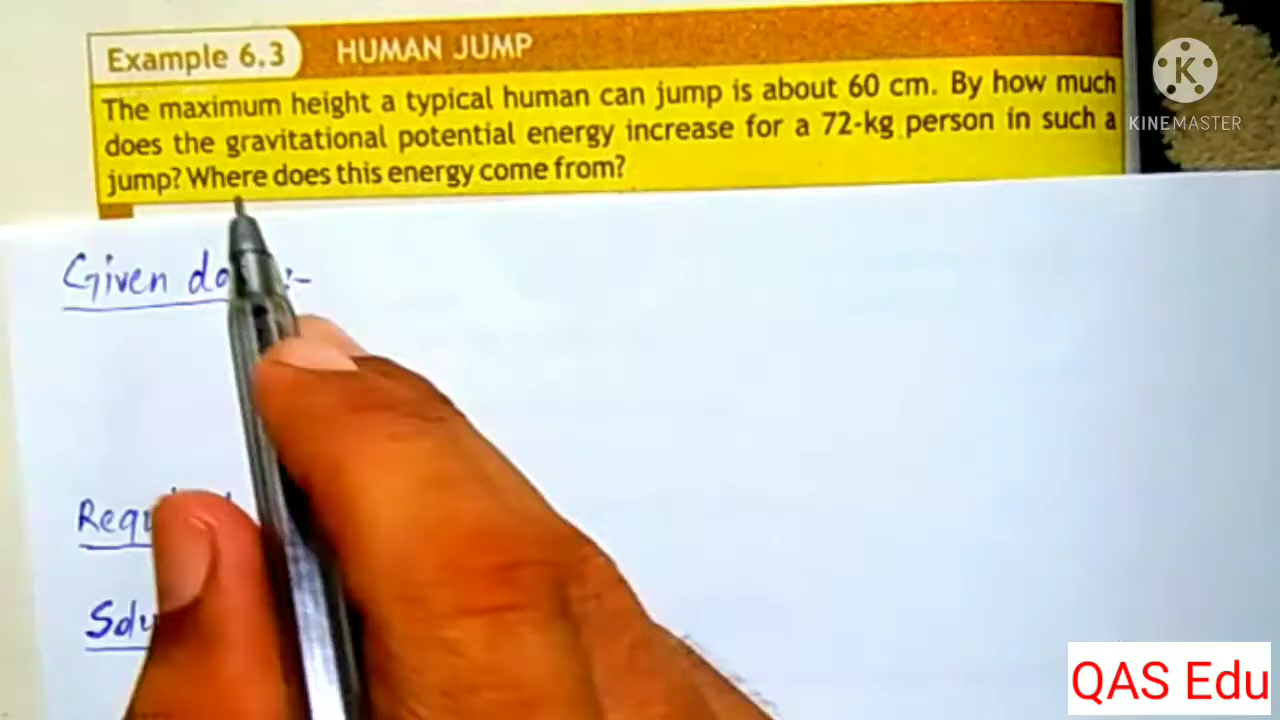 Example 6.3 HUMAN JUMP
The maximum height a typical human can jump is about 60 cm. By how much
does the gravitational potential energy increase for a 72-kg person in such a
jump? Where does this energy come from?
K
KINEMASTER
Given
QAS Edu